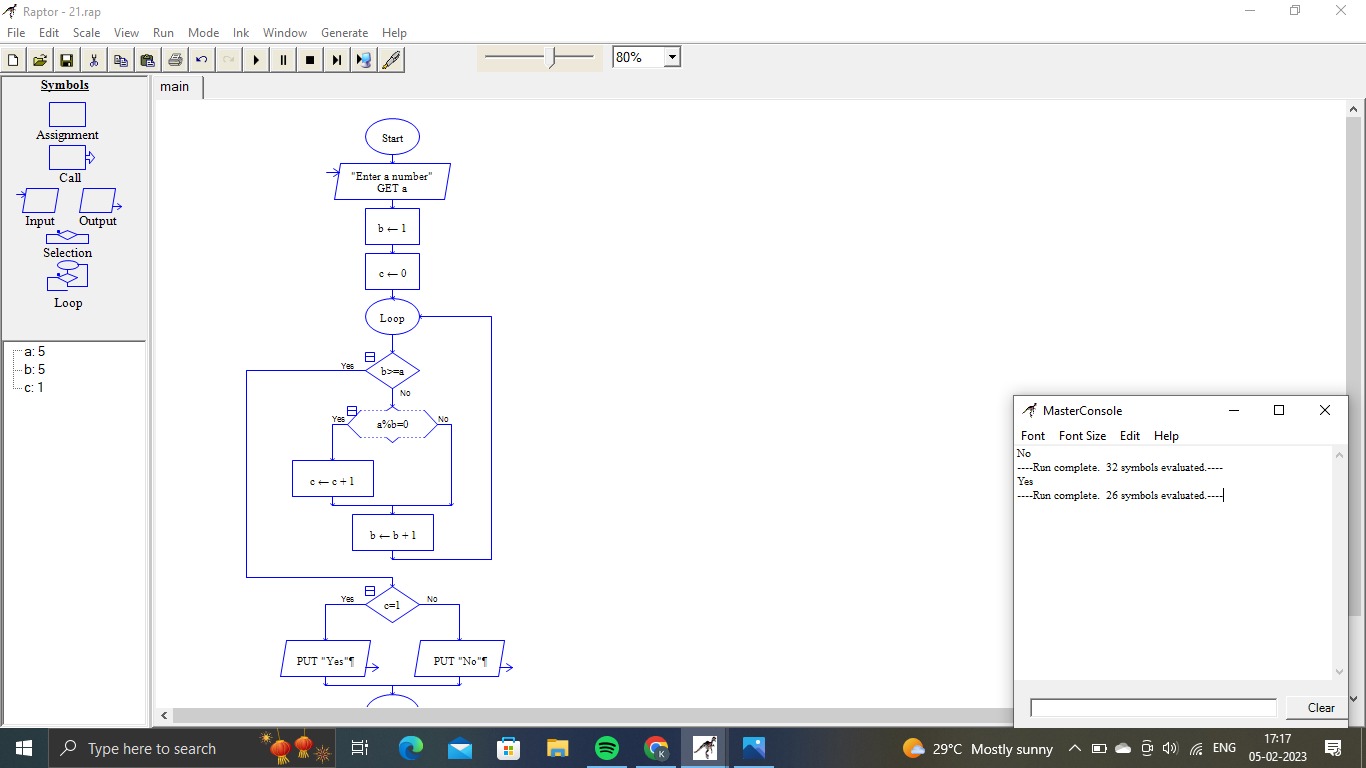 Raptor - 21.rap
File Edit Scale View Run Mode Ink Window Generate Help
80%
Symbols
Assignment
Call
Input Output
Selection
Loop
a: 5
b: 5
c: 1
main
Start
"Enter a number"
GET a
b ← 1
c ← 0
Loop
Yes
b>=a
No
Yes
a%b=0
No
c ← c + 1
b ← b + 1
Yes
c=1
No
PUT "Yes"¶
PUT "No"¶
MasterConsole
Font Font Size Edit Help
No
----Run complete. 32 symbols evaluated.----
Yes
----Run complete. 26 symbols evaluated.----
Clear
Type here to search
29°C Mostly sunny
ENG
17:17
05-02-2023